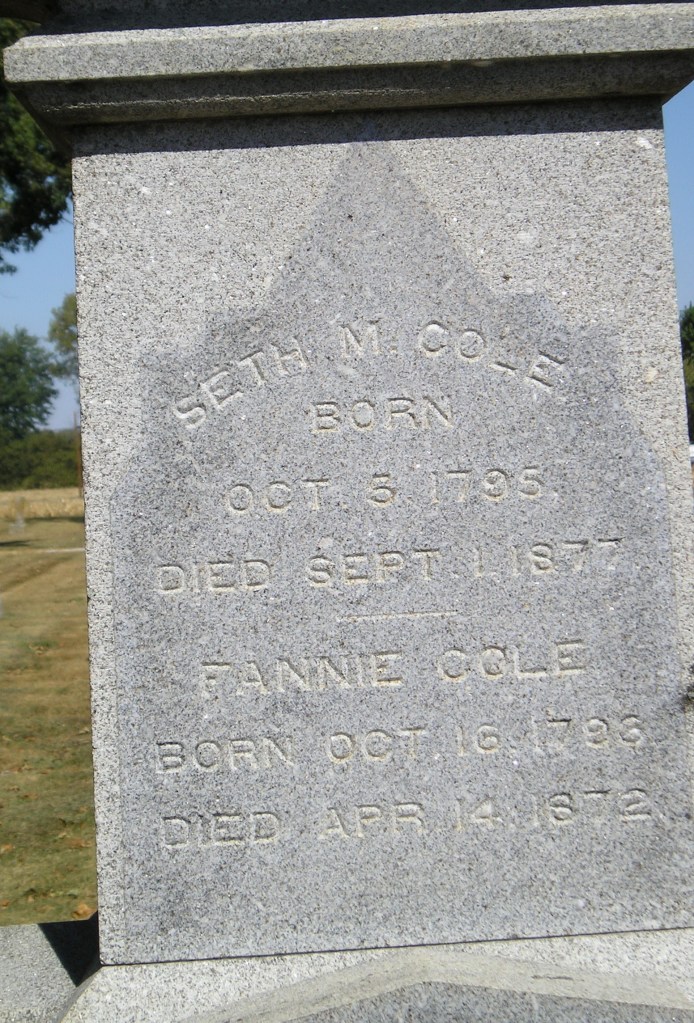 SETH M. COLE
BORN
OCT. 5. 1795.
DIED SEPT. 1. 1877.
FANNIE COLE
BORN OCT. 16. 1796
DIED APR. 14. 1872.